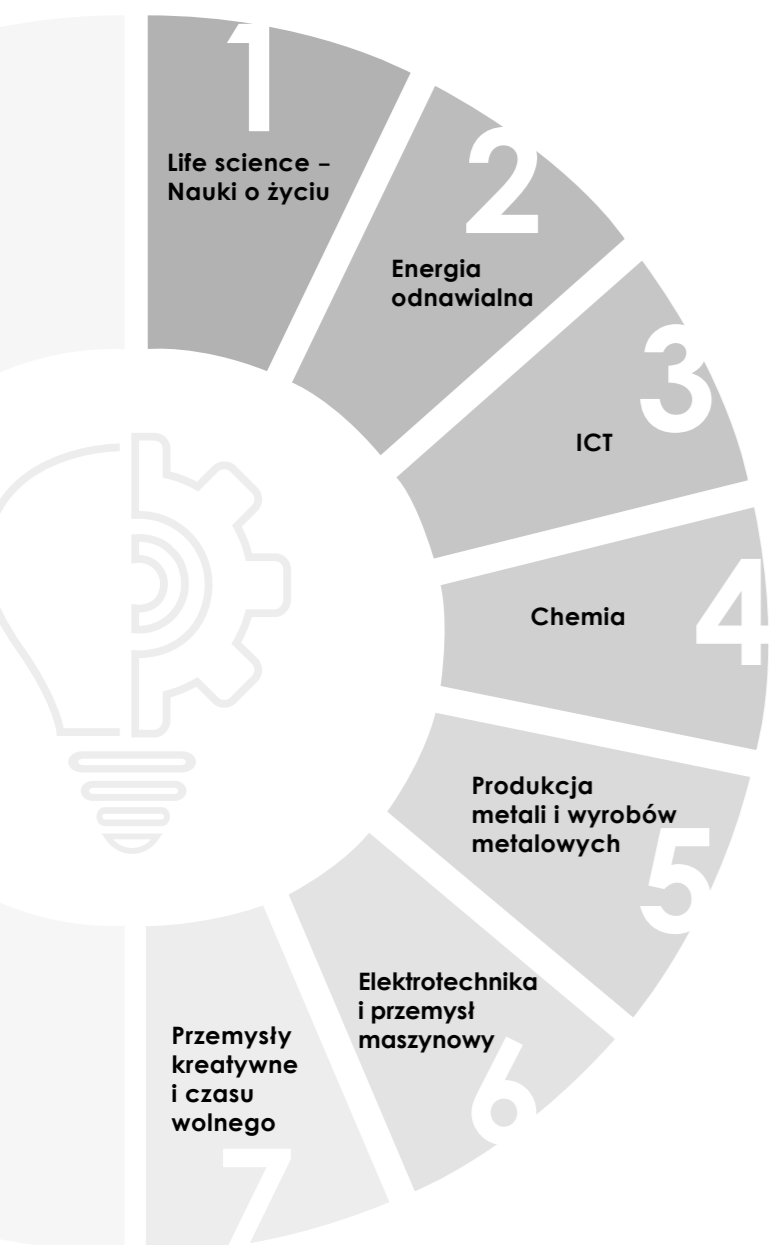 1
Life science –
Nauki o życiu
2
Energia
odnawialna
3
ICT
4
Chemia
5
Produkcja
metali i wyrobów
metalowych
6
Elektrotechnika
i przemysł
maszynowy
7
Przemysły
kreatywne
i czasu
wolnego